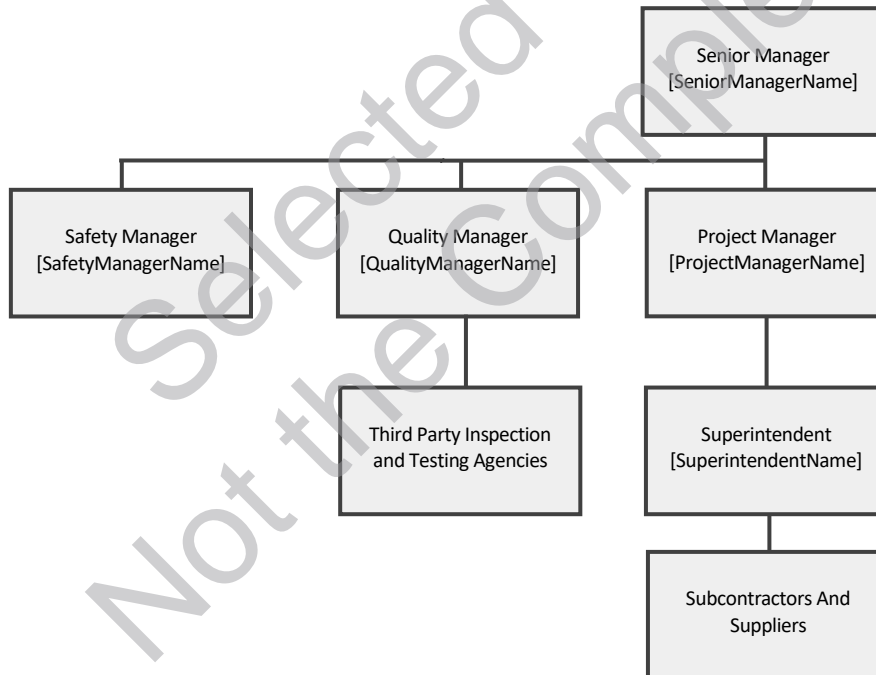 Senior Manager
[SeniorManagerName]
Safety Manager
[SafetyManagerName]
Quality Manager
[QualityManagerName]
Project Manager
[ProjectManagerName]
Third Party Inspection
and Testing Agencies
Superintendent
[SuperintendentName]
Subcontractors And
Suppliers
Selected
Not the Comple